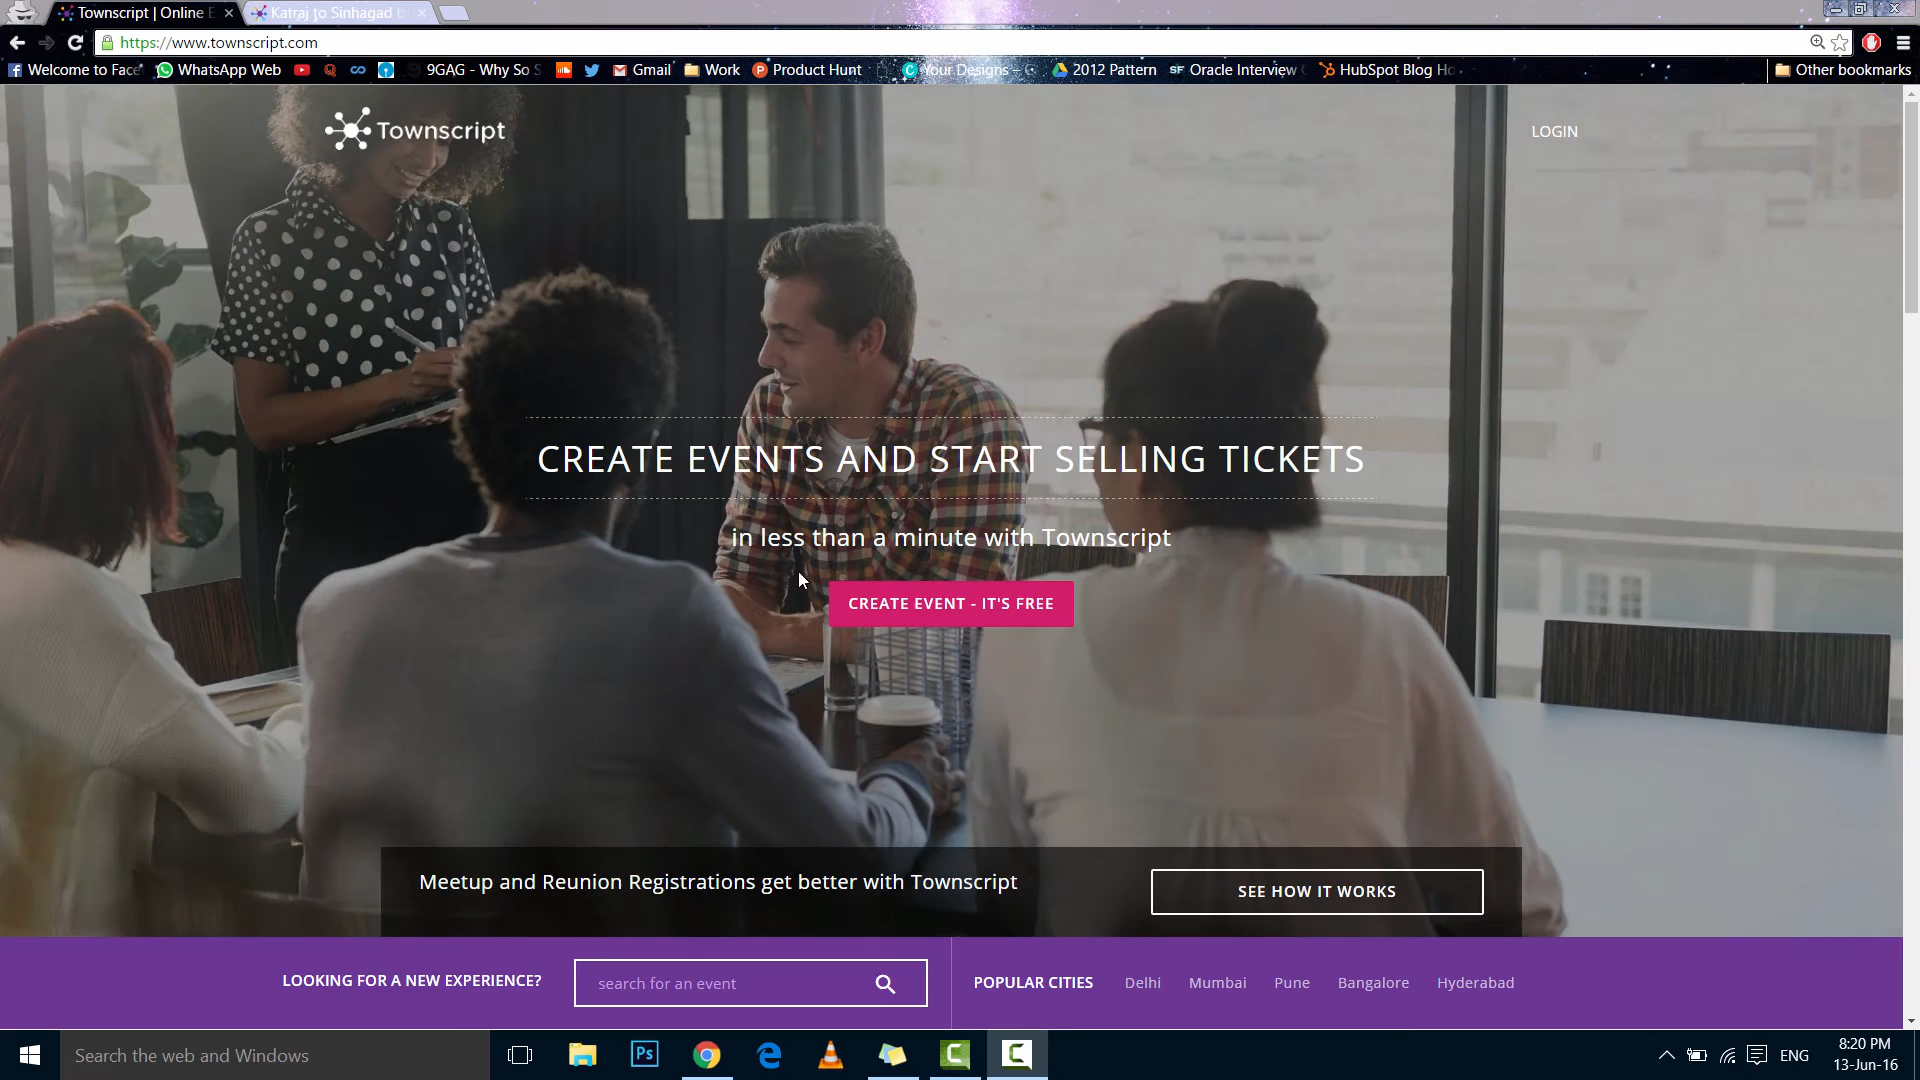 Townscript | Online E
Katraj to Sinhagad
https://www.townscript.com
Welcome to Face
WhatsApp Web
9GAG - Why So S
Gmail
Work
Product Hunt
Your Designs –
2012 Pattern
SF Oracle Interview
HubSpot Blog Ho
Other bookmarks
Townscript
LOGIN
CREATE EVENTS AND START SELLING TICKETS
in less than a minute with Townscript
CREATE EVENT - IT'S FREE
Meetup and Reunion Registrations get better with Townscript
SEE HOW IT WORKS
LOOKING FOR A NEW EXPERIENCE?
search for an event
POPULAR CITIES Delhi Mumbai Pune Bangalore Hyderabad
Search the web and Windows
Ps
ENG
8:20 PM
13-Jun-16